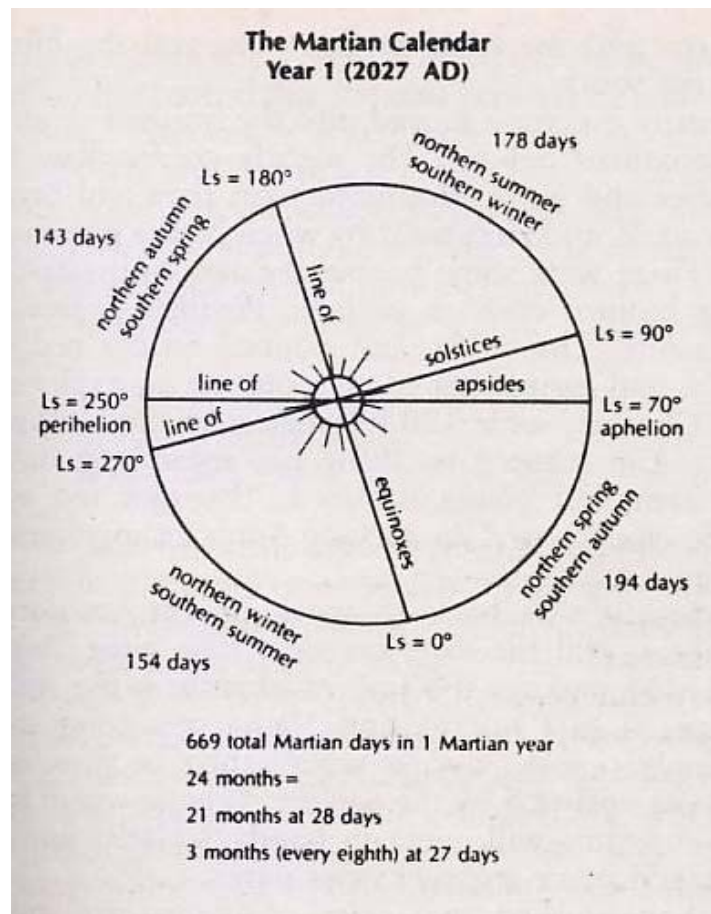 The Martian Calendar
Year 1 (2027 AD)
178 days
northern summer
southern winter
Ls = 180°
143 days
northern autumn
southern spring
line of
Ls = 90°
solstices
line of
apsides
Ls = 250°
perihelion
Ls = 70°
aphelion
line of
Ls = 270°
equinoxes
northern spring
southern autumn
194 days
northern winter
southern summer
Ls = 0°
154 days
669 total Martian days in 1 Martian year
24 months =
21 months at 28 days
3 months (every eighth) at 27 days